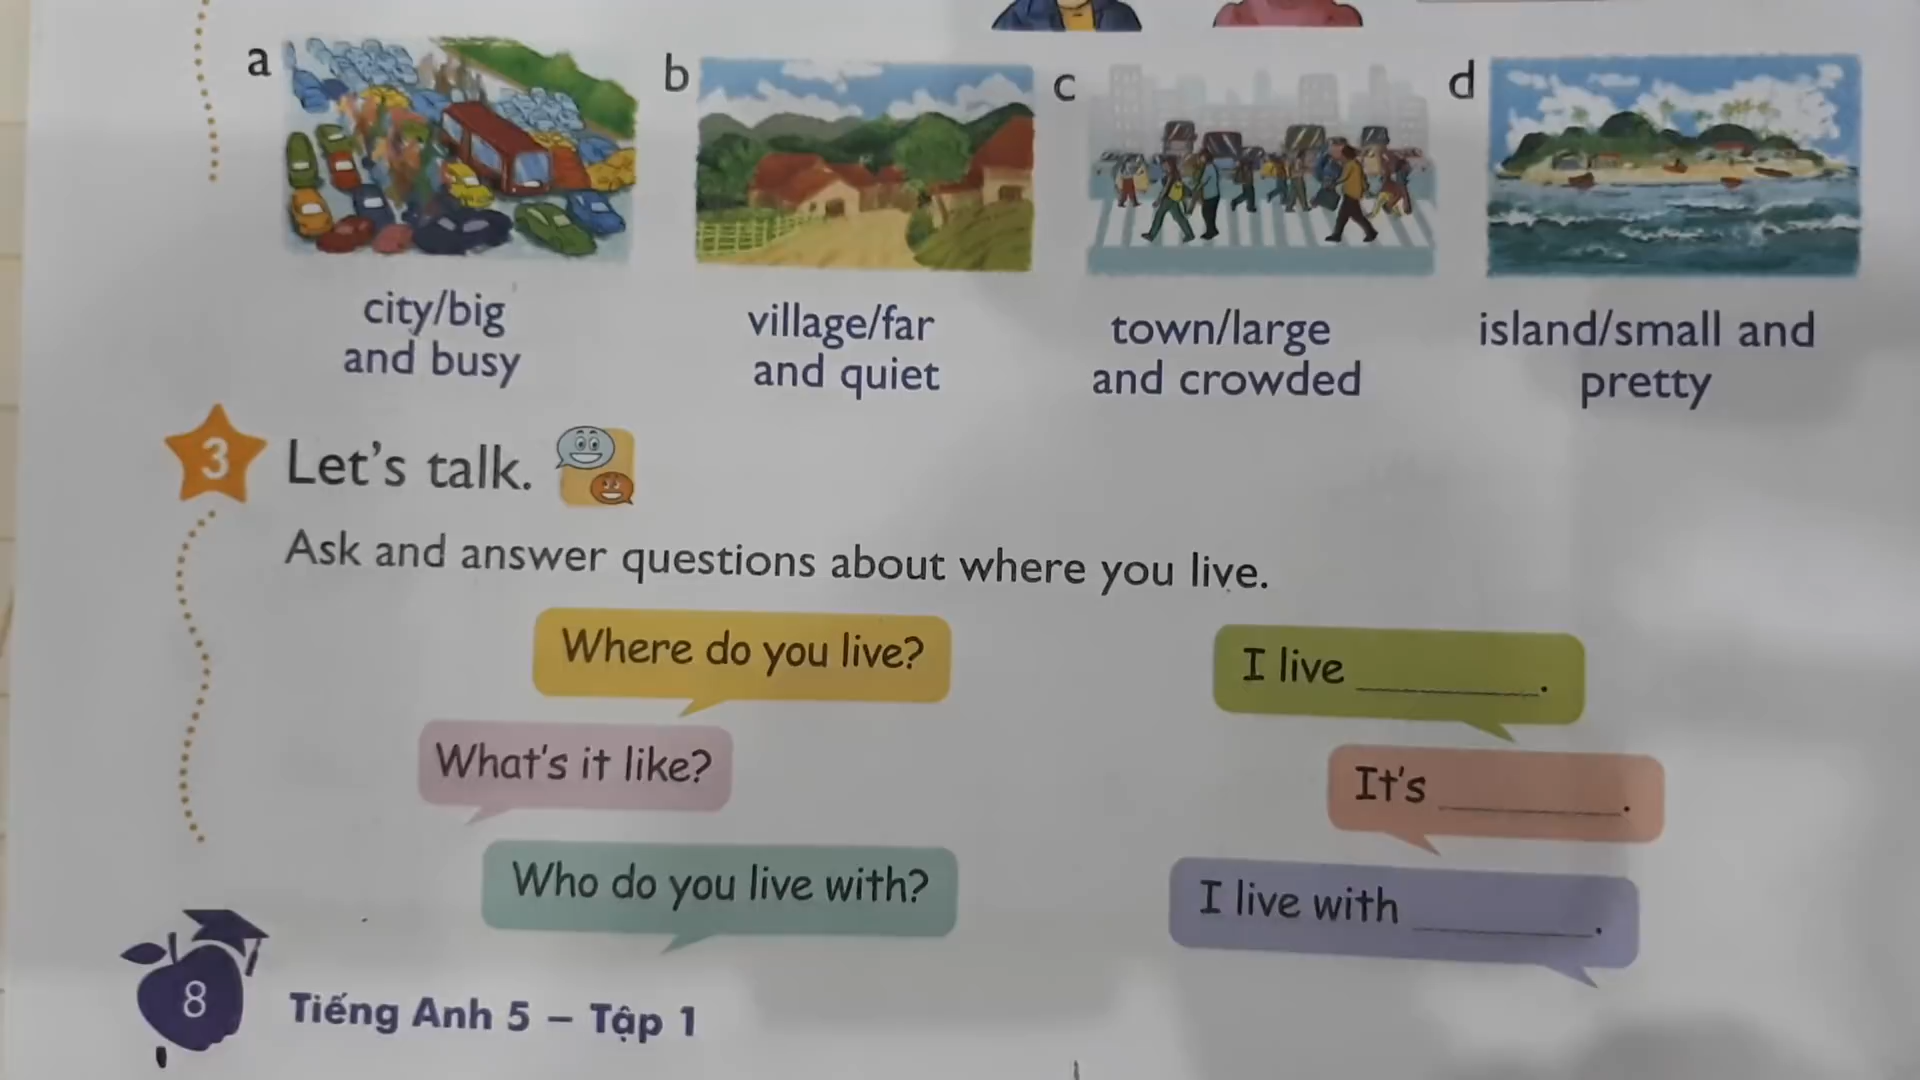 a
b
c
d
city/big
and busy
village/far
and quiet
town/large
and crowded
island/small and
pretty
3 Let's talk.
Ask and answer questions about where you live.
Where do you live?
I live ________.
What's it like?
It's ________.
Who do you live with?
I live with ________.
8 Tiếng Anh 5 – Tập 1